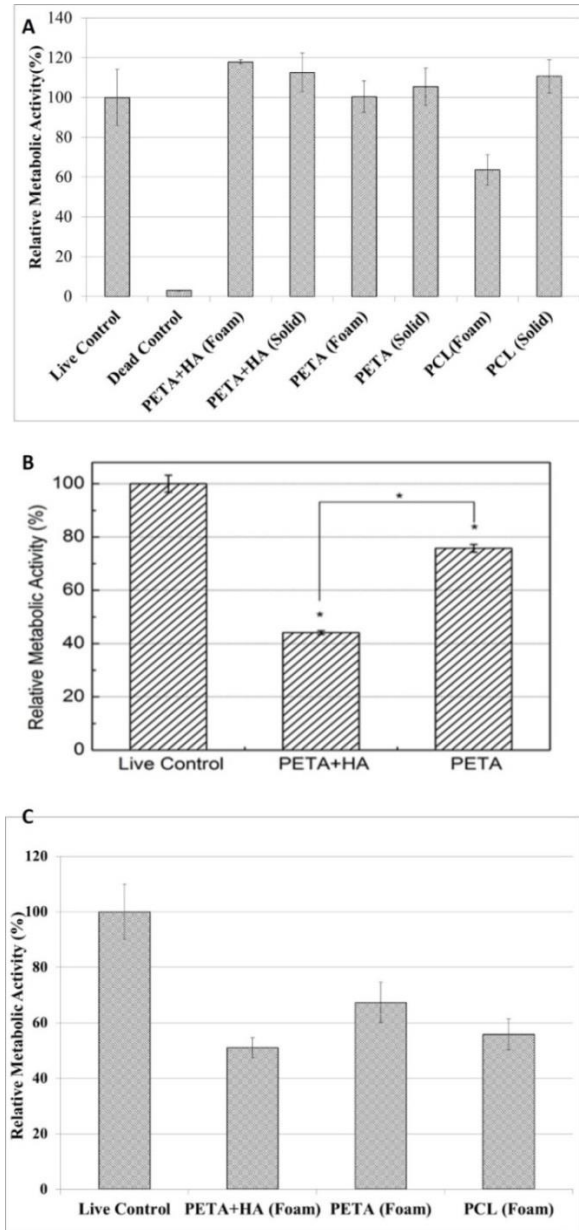 A
Relative Metabolic Activity(%)
140
120
100
80
60
40
20
0
Live Control
Dead Control
PETA+HA (Foam)
PETA+HA (Solid)
PETA (Foam)
PETA (Solid)
PCL(Foam)
PCL (Solid)
B
Relative Metabolic Activity (%)
100
80
60
40
20
0
*
*
*
Live Control
PETA+HA
PETA
C
Relative Metabolic Activity (%)
120
100
80
60
40
20
0
Live Control
PETA+HA (Foam)
PETA (Foam)
PCL (Foam)